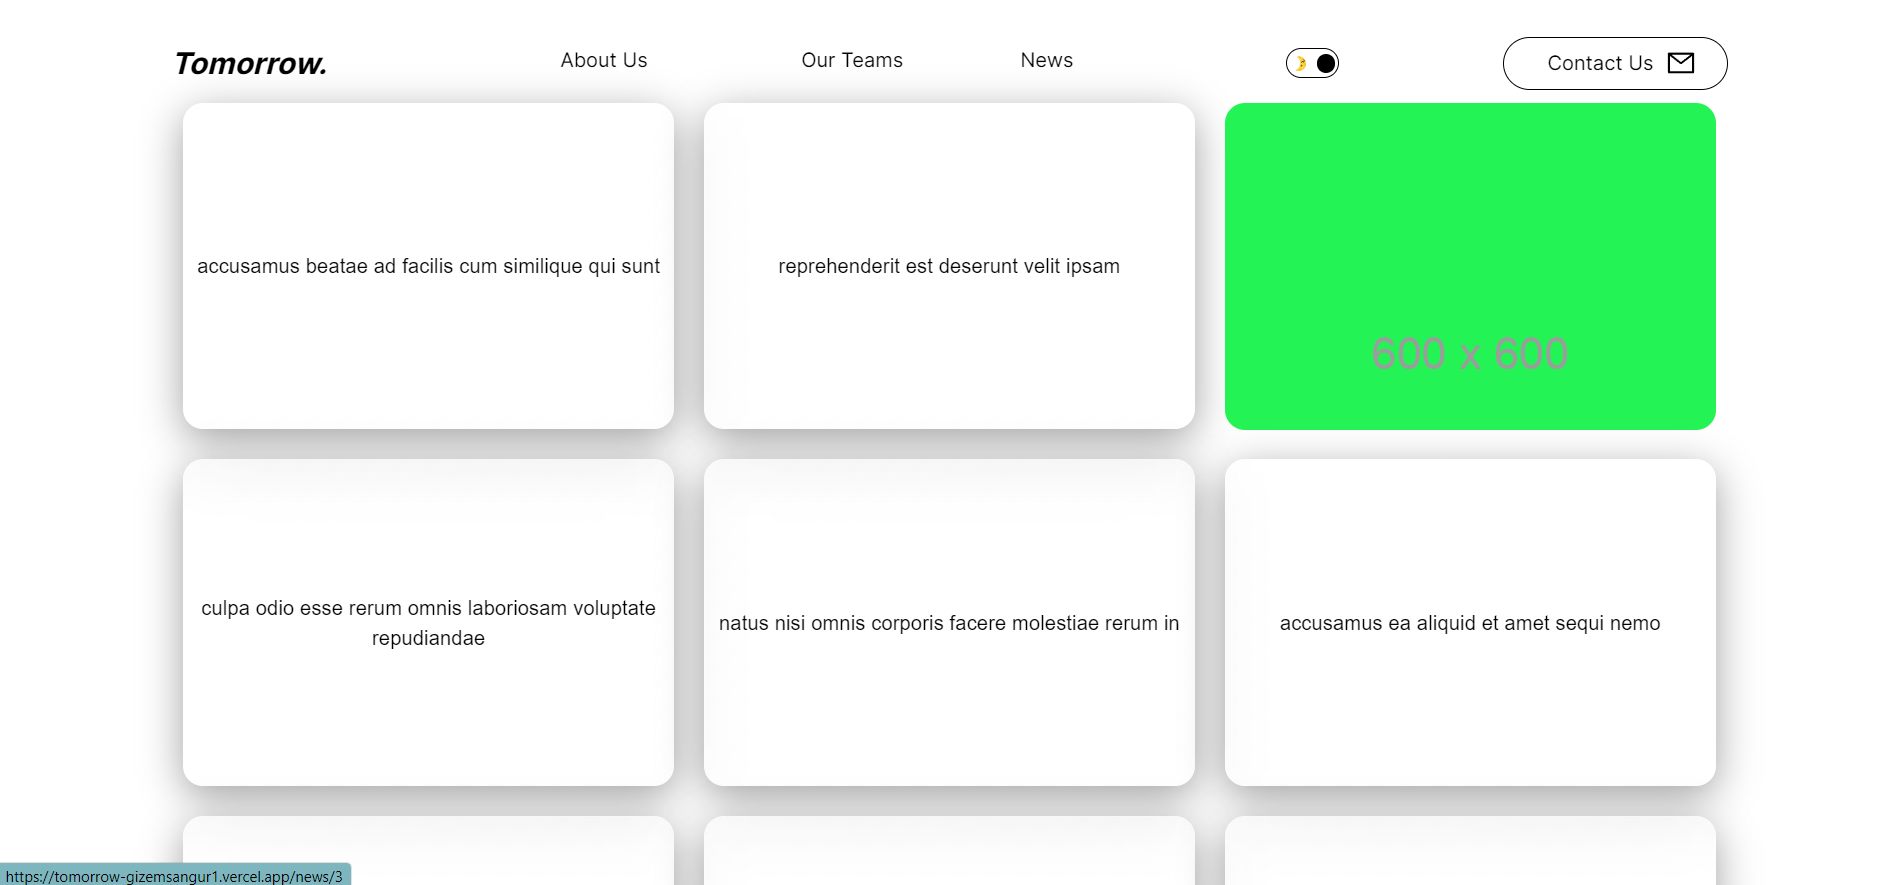 Tomorrow.
About Us
Our Teams
News
Contact Us
accusamus beatae ad facilis cum similique qui sunt
reprehenderit est deserunt velit ipsam
600 x 600
culpa odio esse rerum omnis laboriosam voluptate
repudiandae
natus nisi omnis corporis facere molestiae rerum in
accusamus ea aliquid et amet sequi nemo
https://tomorrow-gizemsangur1.vercel.app/news/3